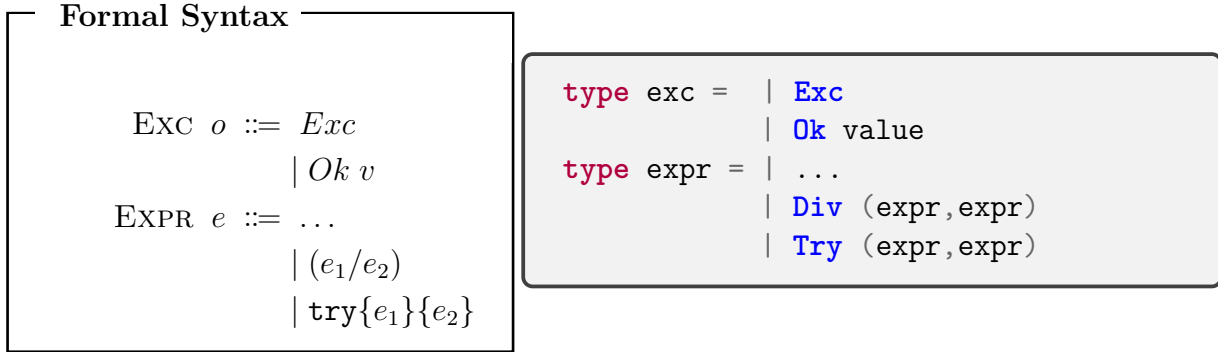 Formal Syntax
EXC o ::= Exc
| Ok v
EXPR e ::= ...
| (e₁/e₂)
| try{e₁}{e₂}
type exc = | Exc
| Ok value
type expr = | ...
| Div (expr,expr)
| Try (expr,expr)